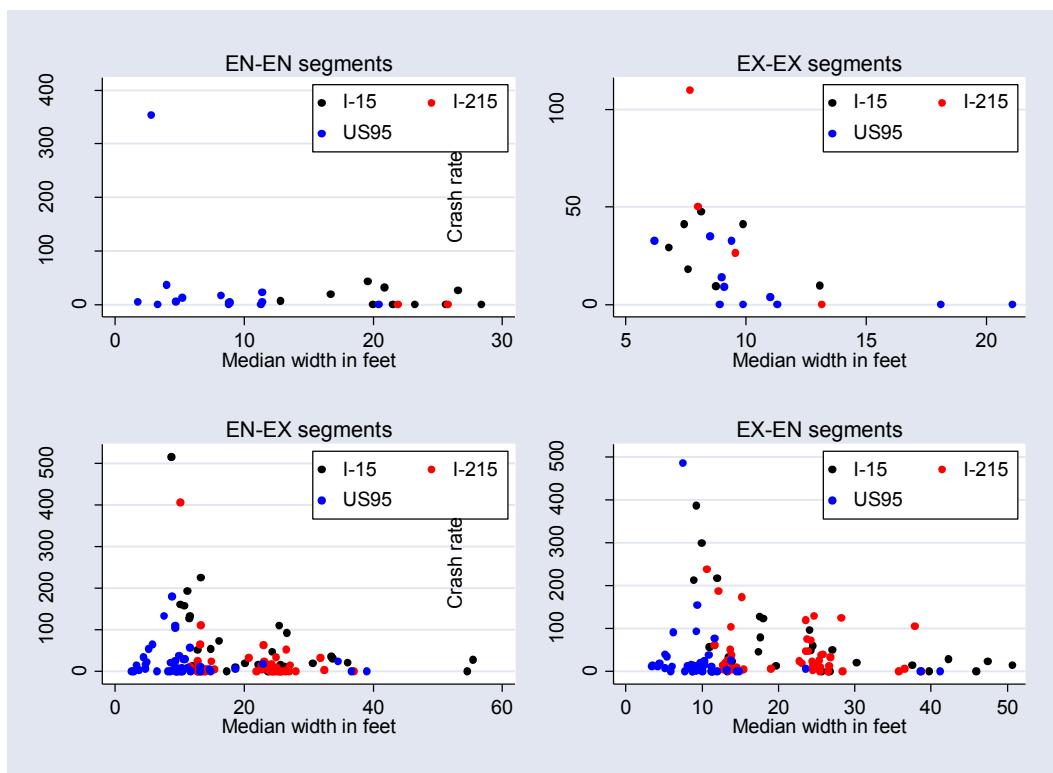 EN-EN segments
I-15 I-215
US95
Crash rate
400
300
200
100
0
0 10 20 30
Median width in feet
EX-EX segments
I-15 I-215
US95
100
50
0
5 10 15 20
Median width in feet
EN-EX segments
I-15 I-215
US95
Crash rate
500
400
300
200
100
0
0 20 40 60
Median width in feet
EX-EN segments
I-15 I-215
US95
500
400
300
200
100
0
0 10 20 30 40 50
Median width in feet